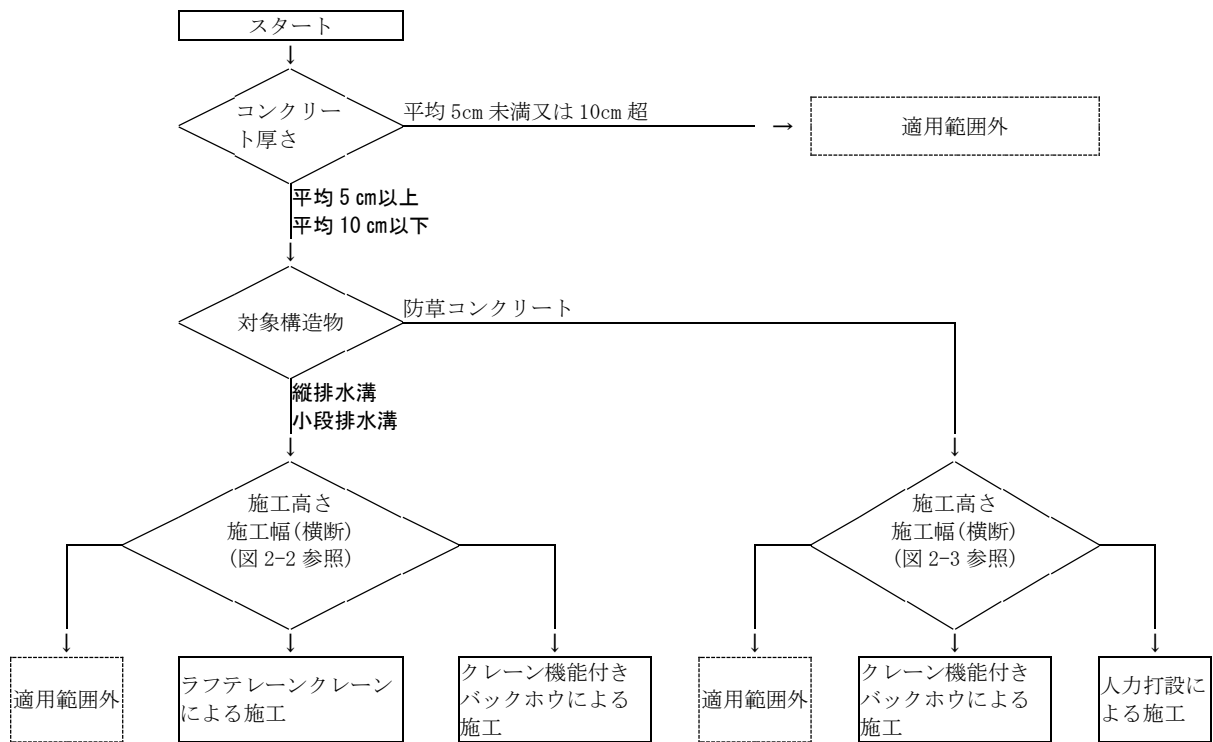 スタート
↓
コンクリー
ト厚さ
平均 5cm 未満又は 10cm 超
→
適用範囲外
平均 5 ㎝以上
平均 10 ㎝以下
↓
対象構造物
防草コンクリート
縦排水溝
小段排水溝
↓
↓
施工高さ
施工幅(横断)
(図 2-2 参照)
施工高さ
施工幅(横断)
(図 2-3 参照)
↓
↓
↓
↓
↓
↓
適用範囲外
ラフテレーンクレーン
による施工
クレーン機能付き
バックホウによる
施工
適用範囲外
クレーン機能付き
バックホウによる
施工
人力打設に
よる施工